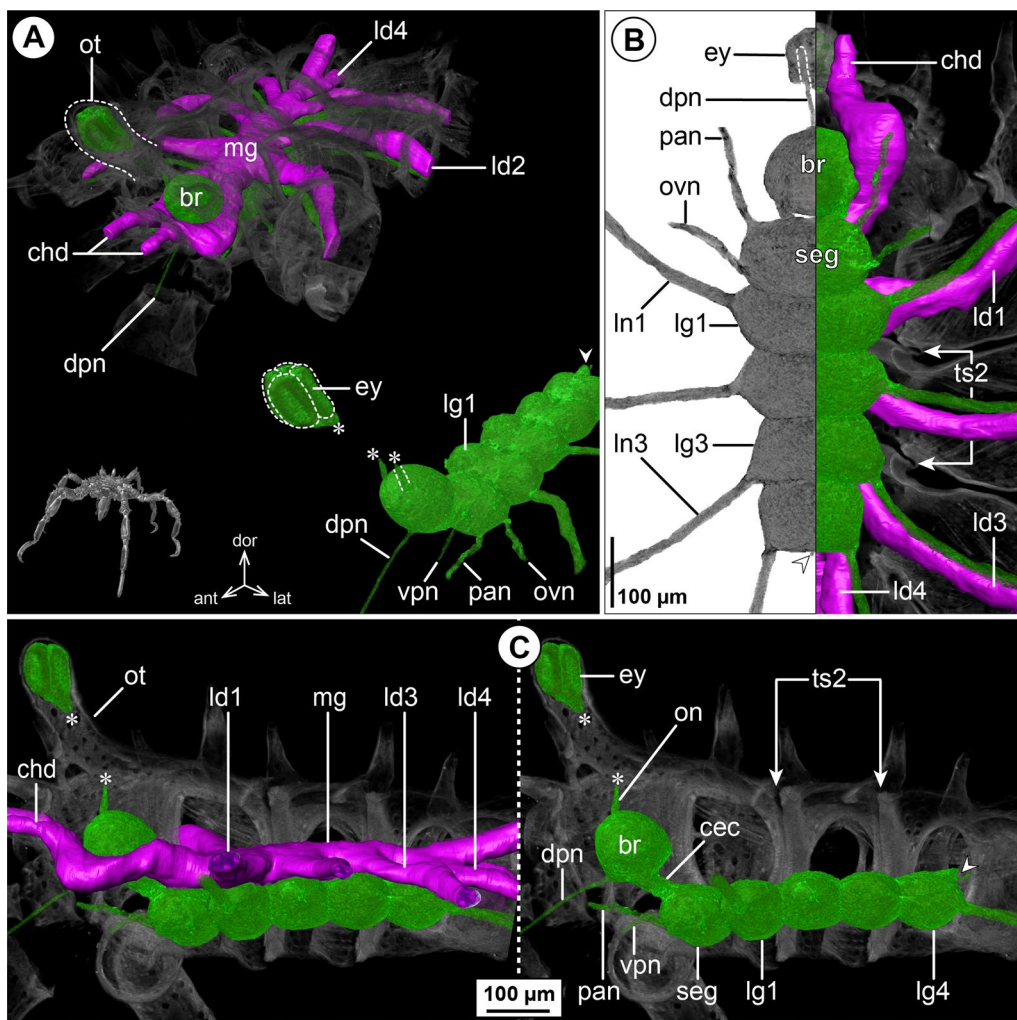 A
ot
ld4
mg
ld2
br
chd
dpn
ey
*
lg1
* *
dpn
vpn
pan
ovn
dor
ant
lat
B
ey
chd
dpn
pan
br
ovn
seg
ln1
lg1
ld1
ts2
ln3
lg3
ld3
100 µm
ld4
C
ot
ld1
mg
ld3
ld4
*
chd
*
ey
on
ts2
*
*
br
cec
dpn
pan
vpn
seg
lg1
lg4
100 µm